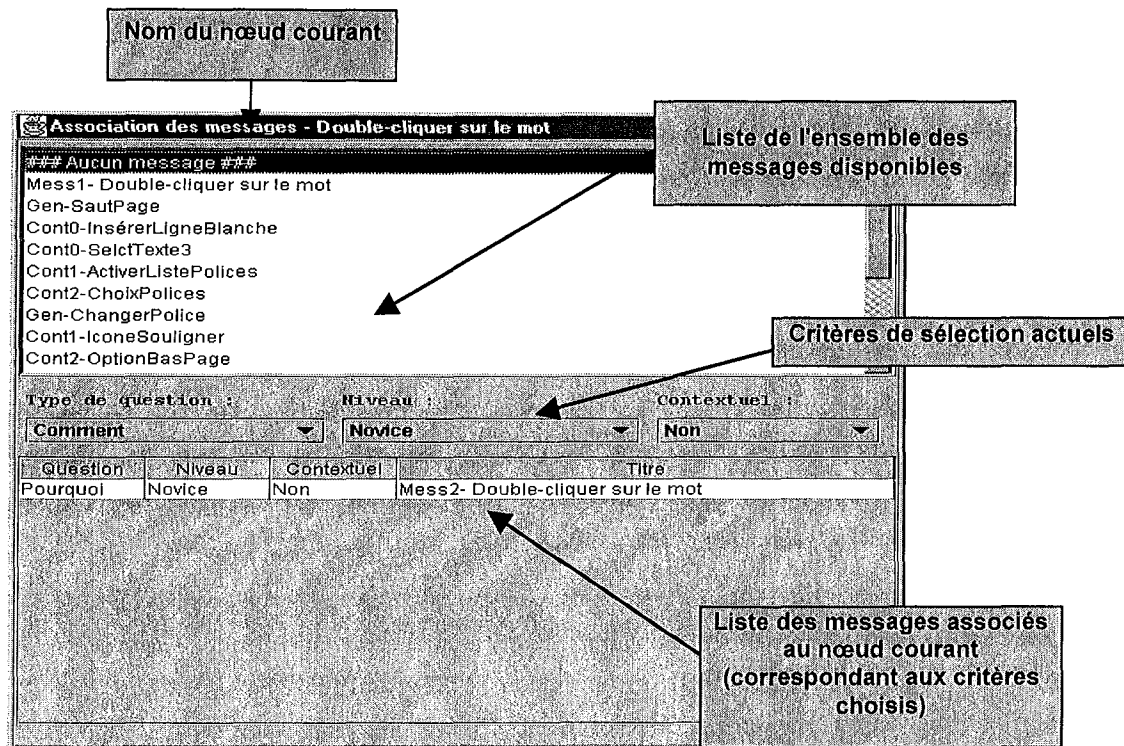 Nom du nœud courant
Association des messages - Double-cliquer sur le mot
Liste de l'ensemble des
messages disponibles
### Aucun message ###
Mess1- Double-cliquer sur le mot
Gen-SautPage
Cont0-InsérerLigneBlanche
Cont0-SelctTexte3
Cont1-ActiverListePolices
Cont2-ChoixPolices
Gen-ChangerPolice
Cont1-IconeSouligner
Cont2-OptionBasPage
Critères de sélection actuels
Type de question : Niveau : Contextuel :
Comment Novice Non
Question Niveau Contextuel Titre
Pourquoi Novice Non Mess2- Double-cliquer sur le mot
Liste des messages associés
au nœud courant
(correspondant aux critères
choisis)